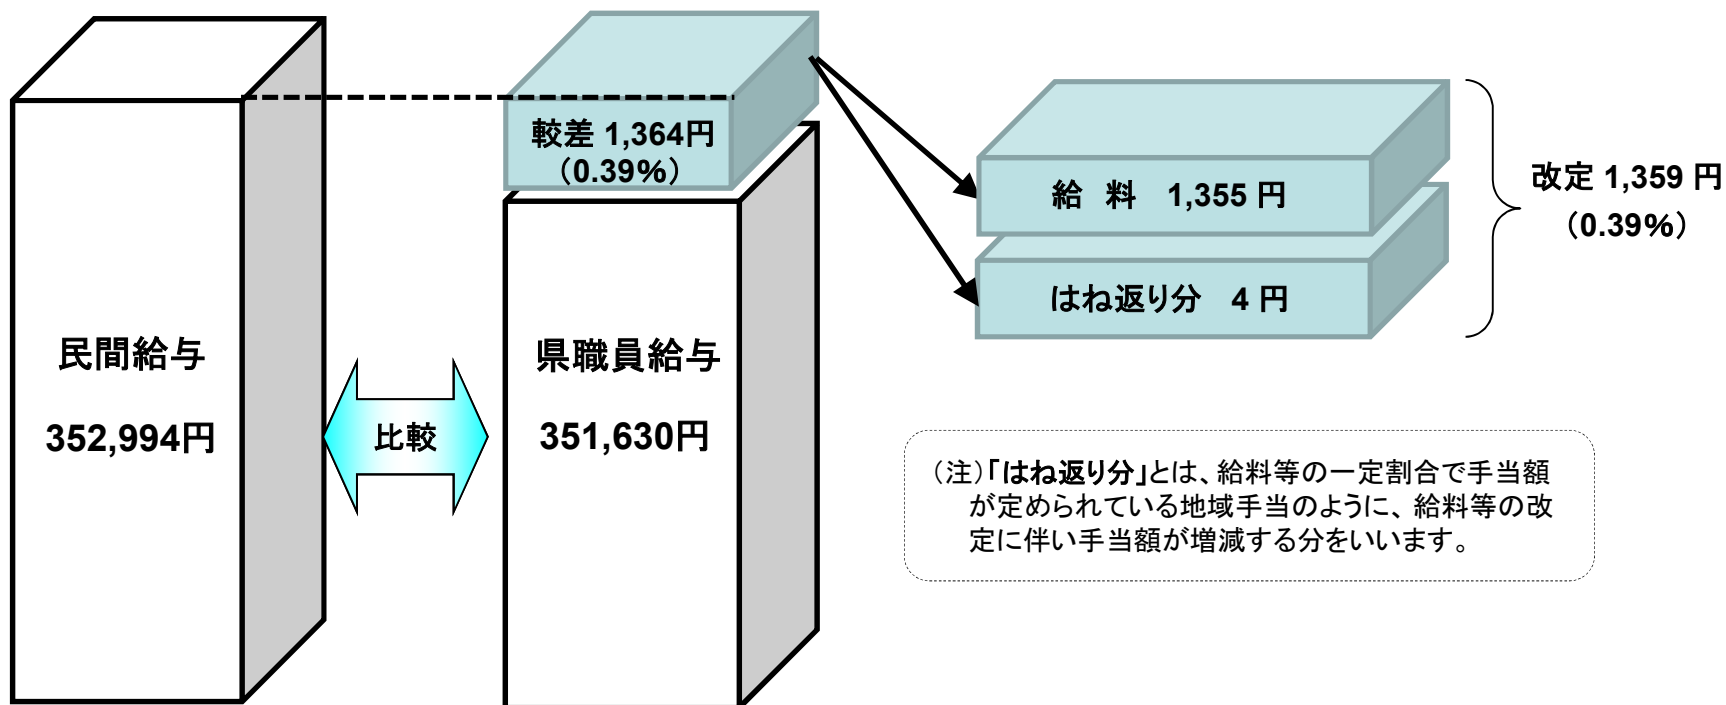 民間給与
352,994円
比較
較差 1,364円
(0.39%)
県職員給与
351,630円
給 料 1,355 円
はね返り分 4 円
改定 1,359 円
(0.39%)
(注)「はね返り分」とは、給料等の一定割合で手当額
が定められている地域手当のように、給料等の改
定に伴い手当額が増減する分をいいます。